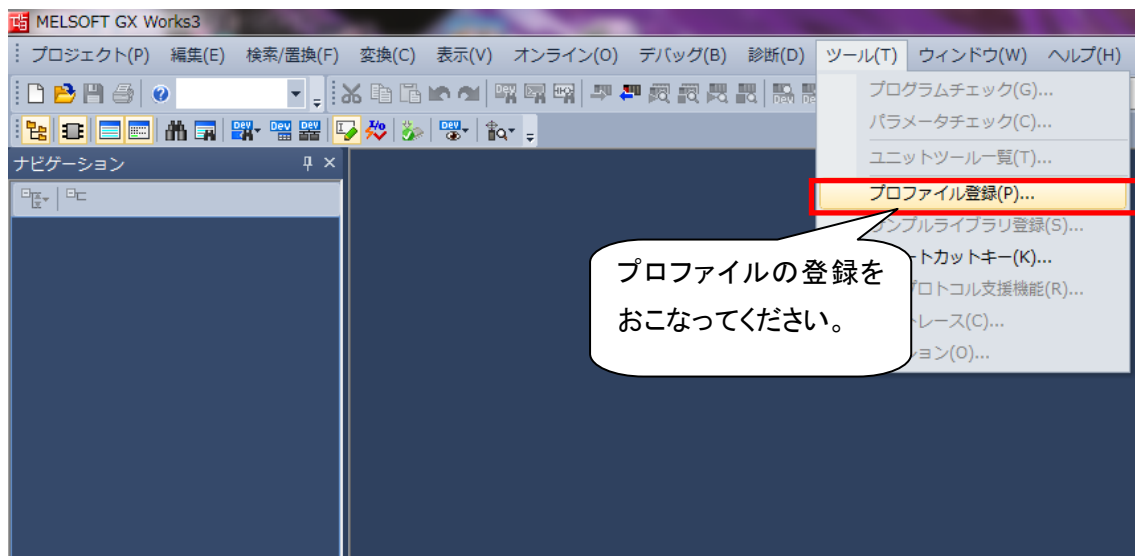 MELSOFT GX Works3
プロジェクト(P) 編集(E) 検索/置換(F) 変換(C) 表示(V) オンライン(O) デバッグ(B) 診断(D) ツール(T) ウィンドウ(W) ヘルプ(H)
ナビゲーション
プログラムチェック(G)...
パラメータチェック(C)...
ユニットツール一覧(T)...
プロファイル登録(P)...
ンプルライブラリ登録(S)...
ートカットキー(K)...
プロトコル支援機能(R)...
トレース(C)...
ション(O)...
プロファイルの登録を
おこなってください。